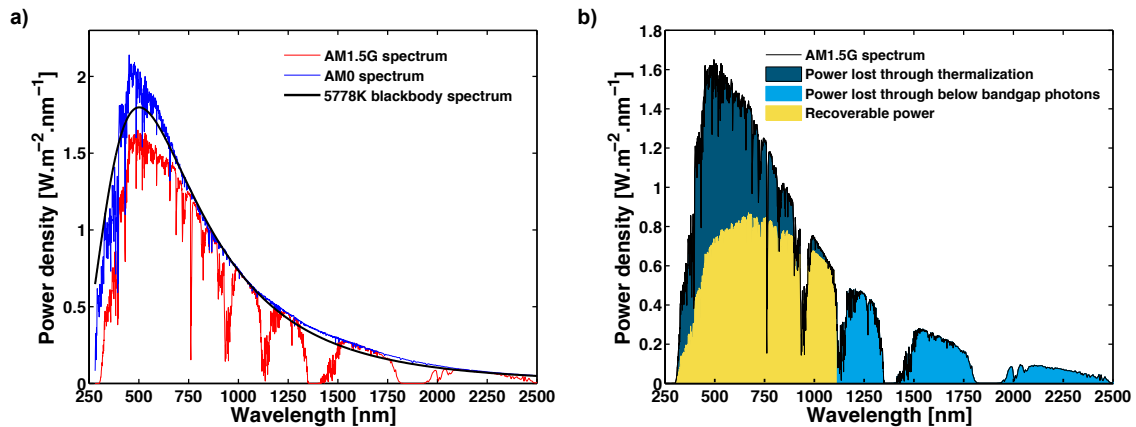 a)
AM1.5G spectrum
AM0 spectrum
5778K blackbody spectrum
Power density [W.m⁻².nm⁻¹]
2
1.5
1
0.5
0
250 500 750 1000 1250 1500 1750 2000 2250 2500
Wavelength [nm]
b)
AM1.5G spectrum
Power lost through thermalization
Power lost through below bandgap photons
Recoverable power
Power density [W.m⁻².nm⁻¹]
1.8
1.6
1.4
1.2
1
0.8
0.6
0.4
0.2
0
250 500 750 1000 1250 1500 1750 2000 2250 2500
Wavelength [nm]